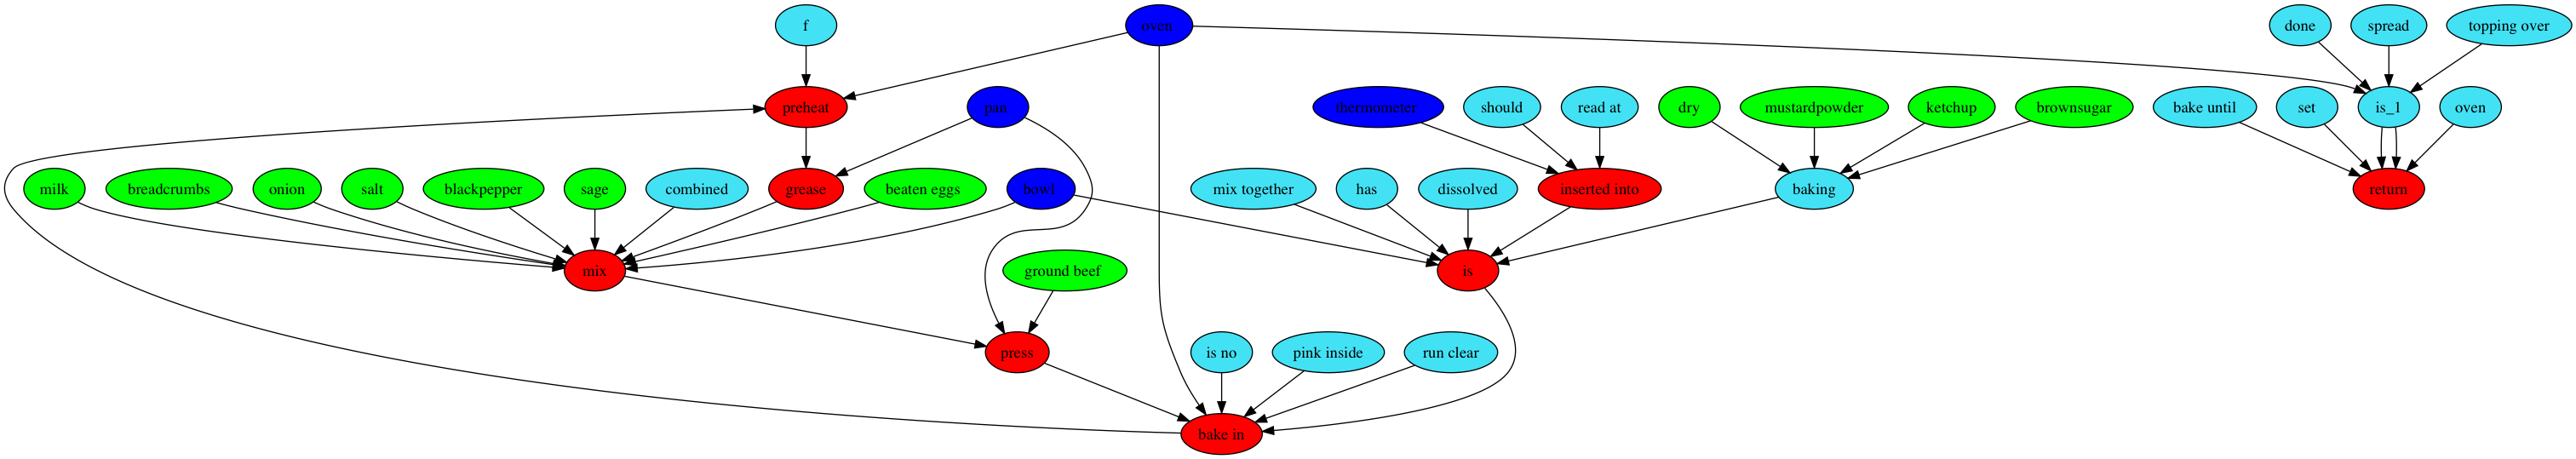 f
oven
done
spread
topping over
preheat
pan
thermometer
should
read at
dry
mustardpowder
ketchup
brownsugar
bake until
set
is_1
oven
milk
breadcrumbs
onion
salt
blackpepper
sage
combined
grease
beaten eggs
bowl
mix together
has
dissolved
inserted into
baking
return
mix
ground beef
is
press
is no
pink inside
run clear
bake in